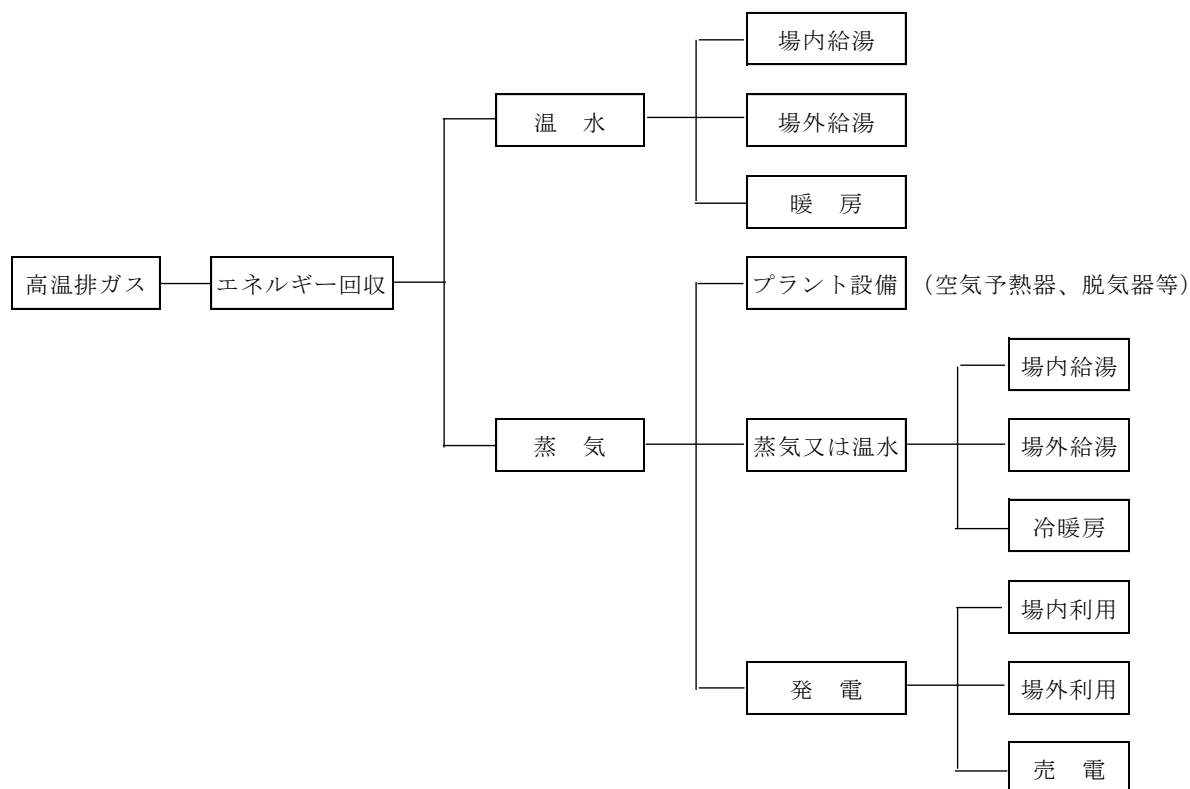 場内給湯
温　水
場外給湯
暖　房
高温排ガス
エネルギー回収
プラント設備
（空気予熱器、脱気器等）
場内給湯
蒸　気
蒸気又は温水
場外給湯
冷暖房
場内利用
発　電
場外利用
売　電